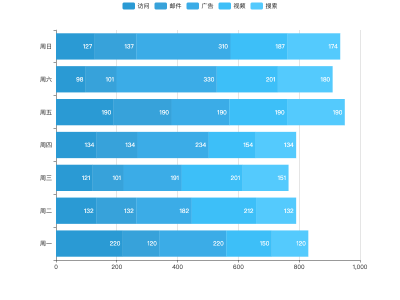 访问 邮件 广告 视频 搜索
周日 127 137 310 187 174
周六 98 101 330 201 180
周五 190 190 190 190 190
周四 134 134 234 154 134
周三 121 101 191 201 151
周二 132 132 182 212 132
周一 220 120 220 150 120
0 200 400 600 800 1,000